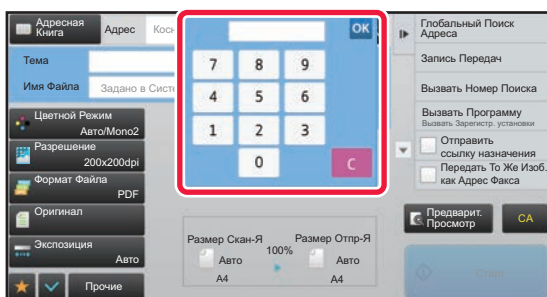 Адресная
Книга
Адрес
OK
Глобальный Поиск
Адреса
Тема
7 8 9
Запись Передач
Имя Файла
Задано в
4 5 6
Вызвать Номер Поиска
Цветной Режим
Авто/Mono2
1 2 3
Вызвать Программу
Вызвать Зарегистр. установки
Разрешение
200x200dpi
0 C
Отправить
ссылку назначения
Формат Файла
PDF
Передать То Же Изоб.
как Адрес Факса
Оригинал
Предварит.
Просмотр
CA
Экспозиция
Авто
Размер Скан-Я
100%
Размер Отпр-Я
Авто
Авто
A4
A4
Прочие